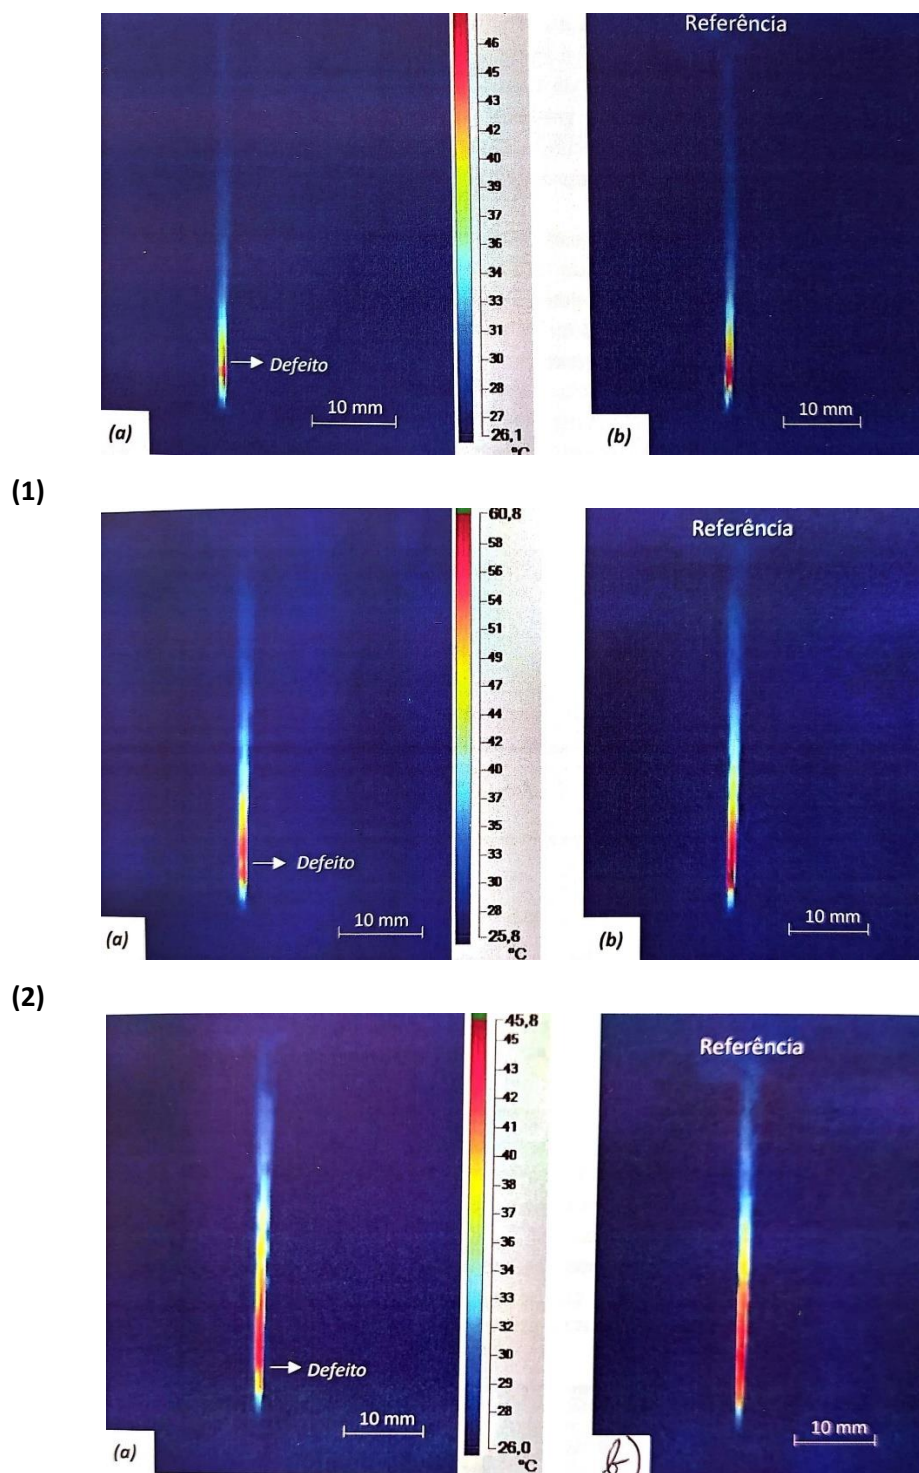 Referência
46
45
43
42
40
39
37
36
34
33
31
30
28
27
26,1
°C
Defeito
10 mm
(a)
10 mm
(b)
(1)
Referência
60,8
58
56
54
51
49
47
44
42
40
37
35
33
30
28
25,8
°C
Defeito
10 mm
(a)
10 mm
(b)
(2)
Referência
45,8
45
43
42
41
40
38
37
36
34
33
32
30
29
28
26,0
°C
Defeito
10 mm
(a)
10 mm
b)